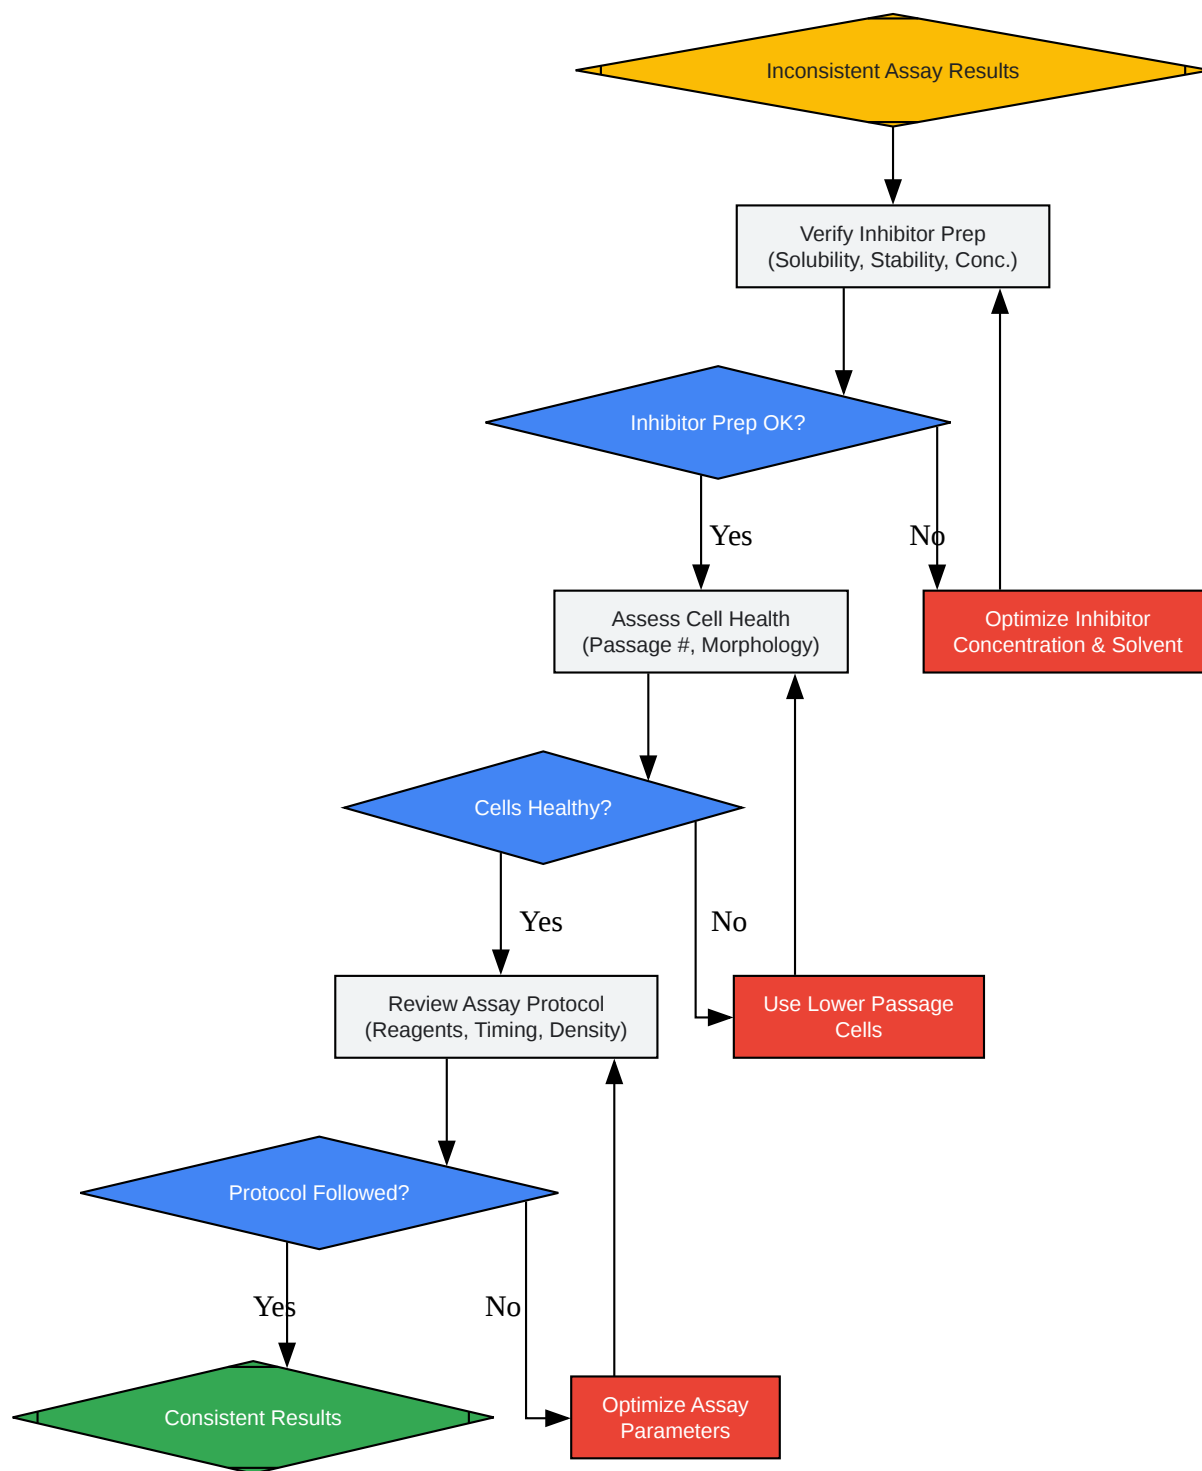 Inconsistent Assay Results
Verify Inhibitor Prep
(Solubility, Stability, Conc.)
Inhibitor Prep OK?
Yes
No
Assess Cell Health
(Passage #, Morphology)
Optimize Inhibitor
Concentration & Solvent
Cells Healthy?
Yes
No
Review Assay Protocol
(Reagents, Timing, Density)
Use Lower Passage
Cells
Protocol Followed?
Yes
No
Consistent Results
Optimize Assay
Parameters